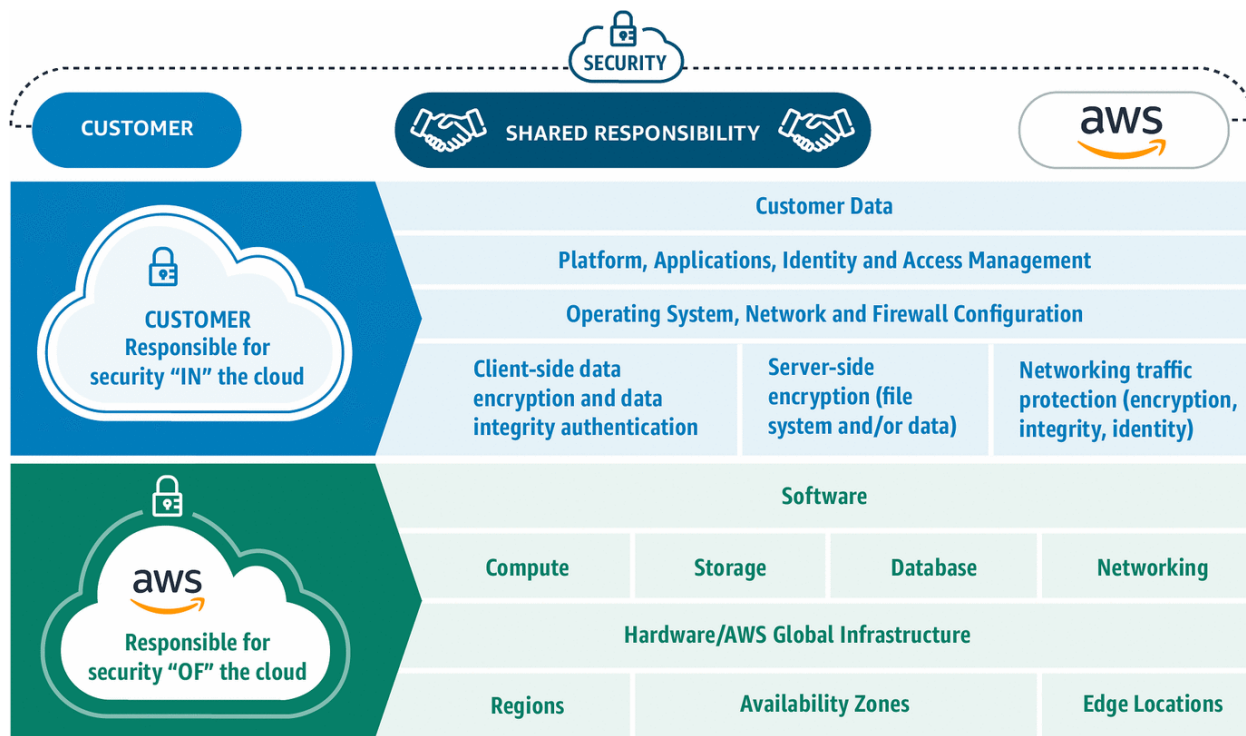 SECURITY
CUSTOMER
SHARED RESPONSIBILITY
aws
CUSTOMER
Responsible for
security “IN” the cloud
Customer Data
Platform, Applications, Identity and Access Management
Operating System, Network and Firewall Configuration
Client-side data
encryption and data
integrity authentication
Server-side
encryption (file
system and/or data)
Networking traffic
protection (encryption,
integrity, identity)
aws
Responsible for
security “OF” the cloud
Software
Compute
Storage
Database
Networking
Hardware/AWS Global Infrastructure
Regions
Availability Zones
Edge Locations